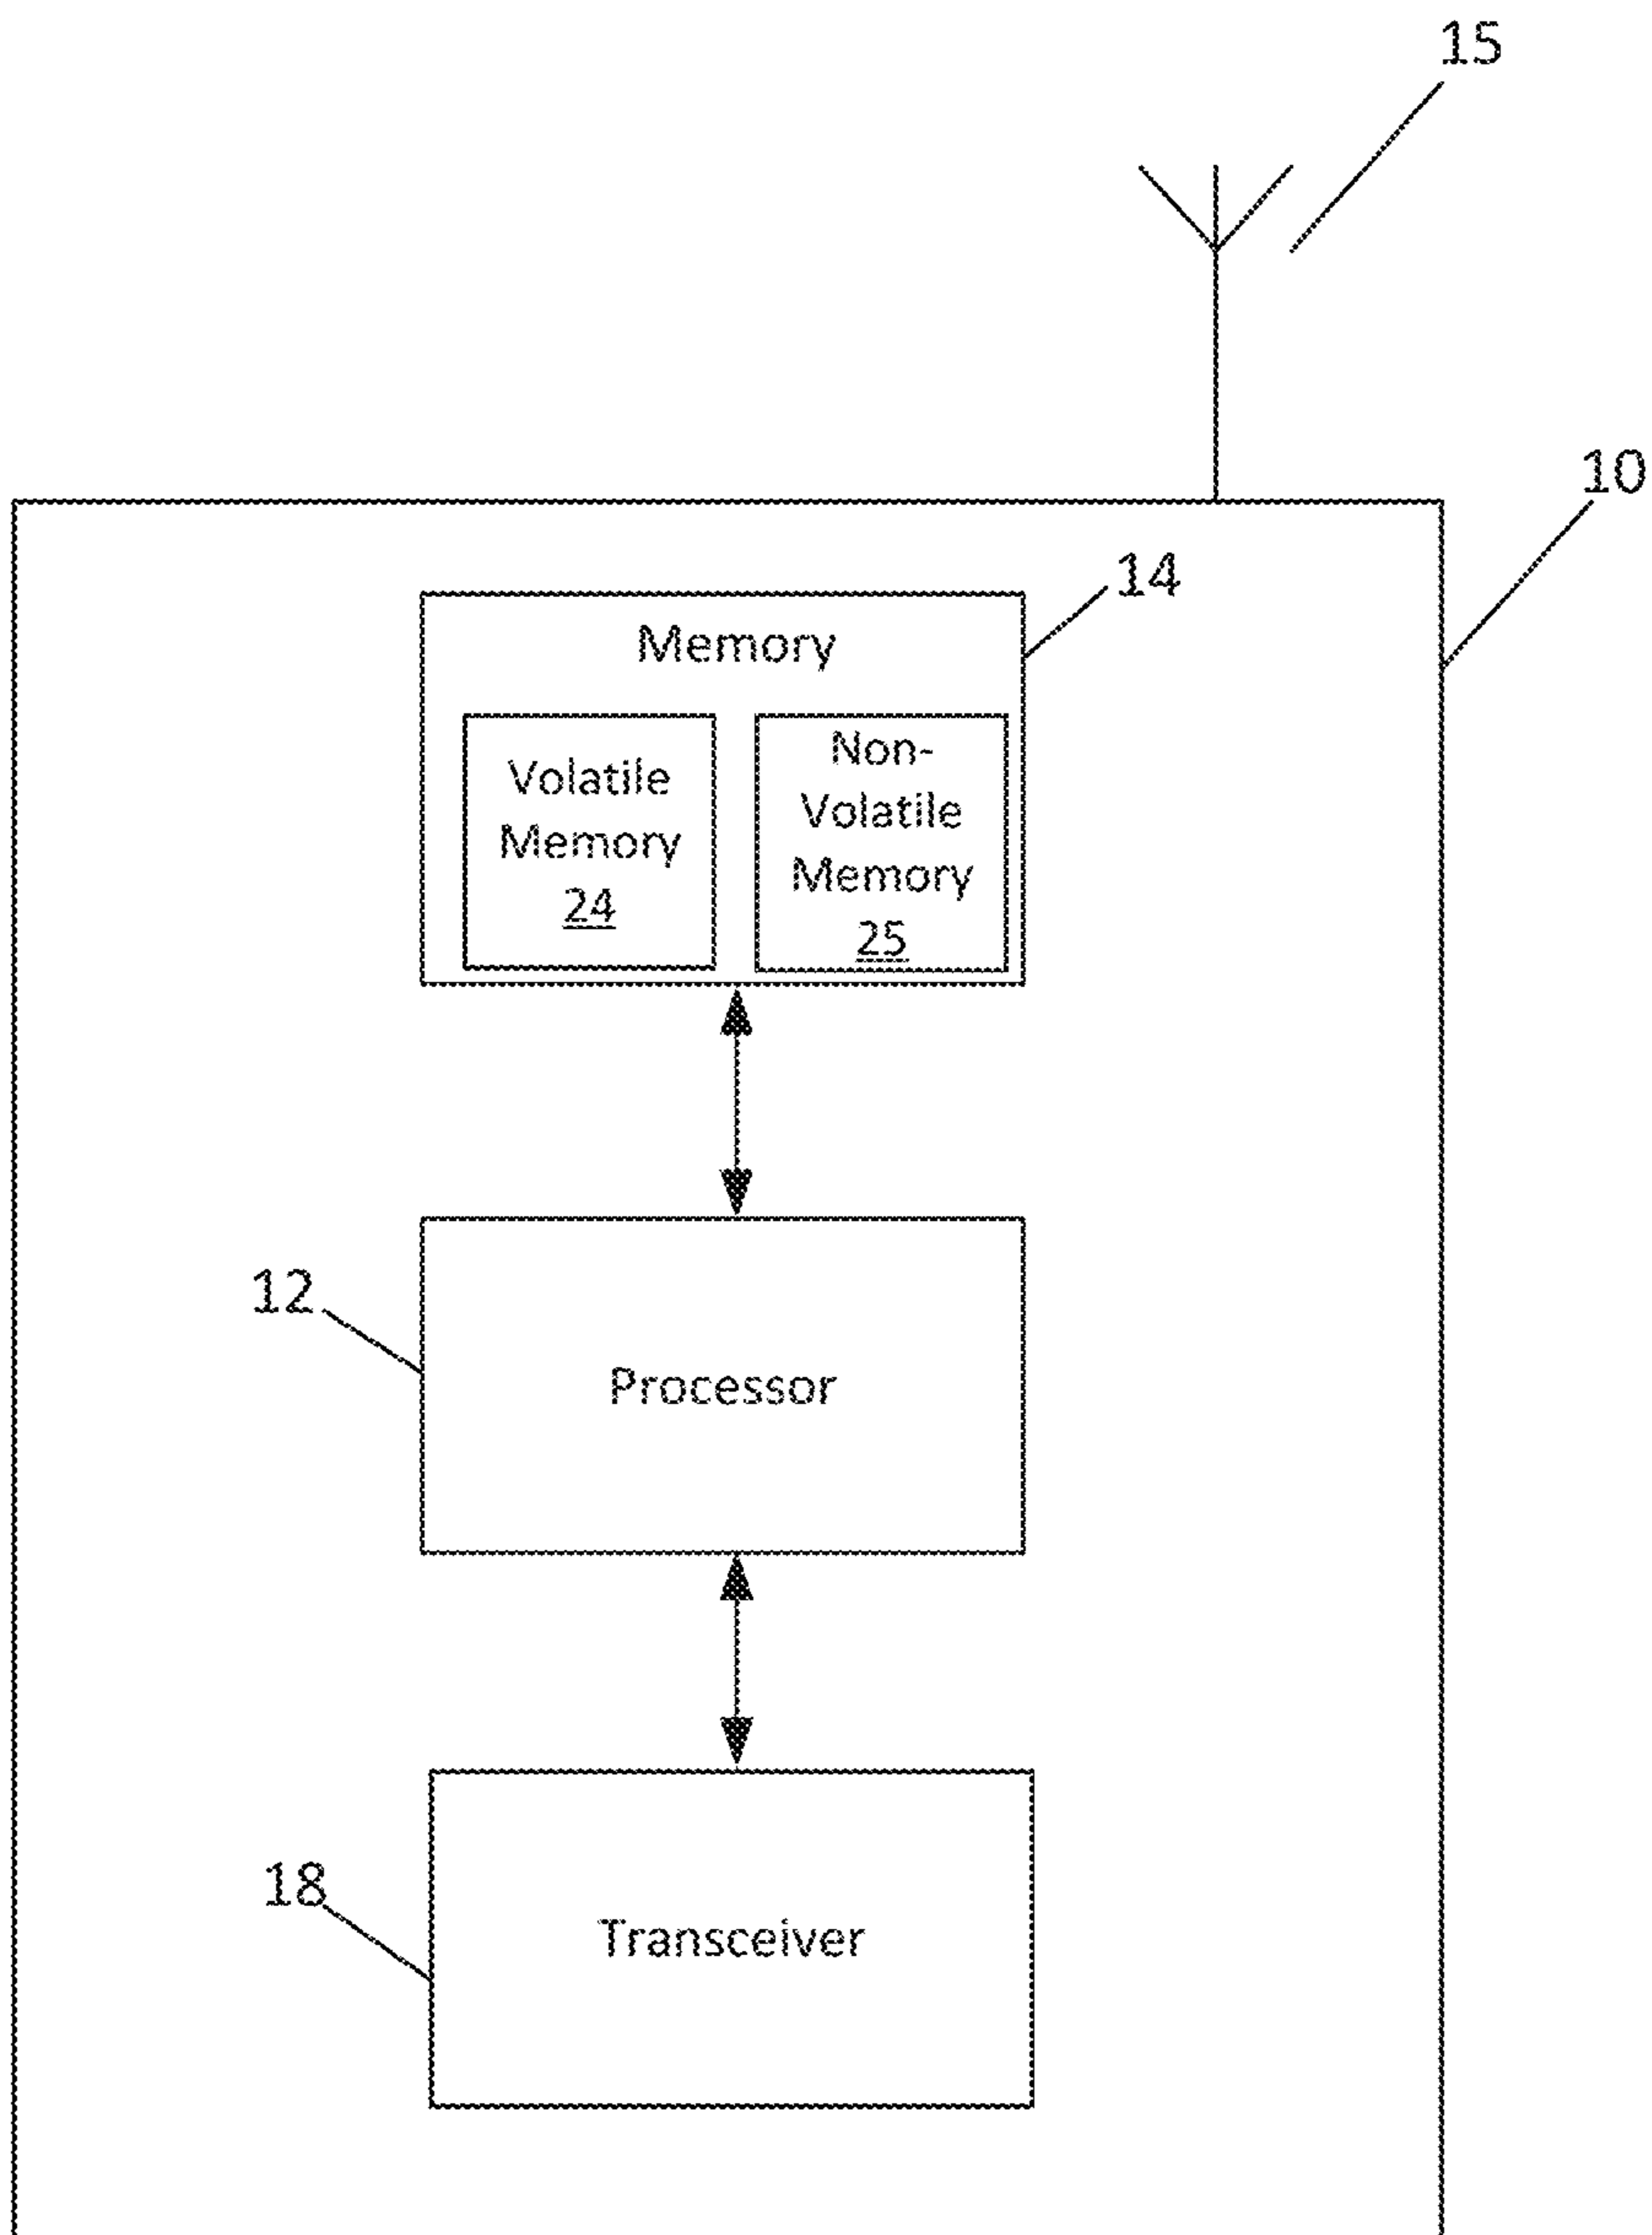 15
10
14
Memory
Volatile
Memory
24
Non-
Volatile
Memory
25
12
Processor
18
Transceiver